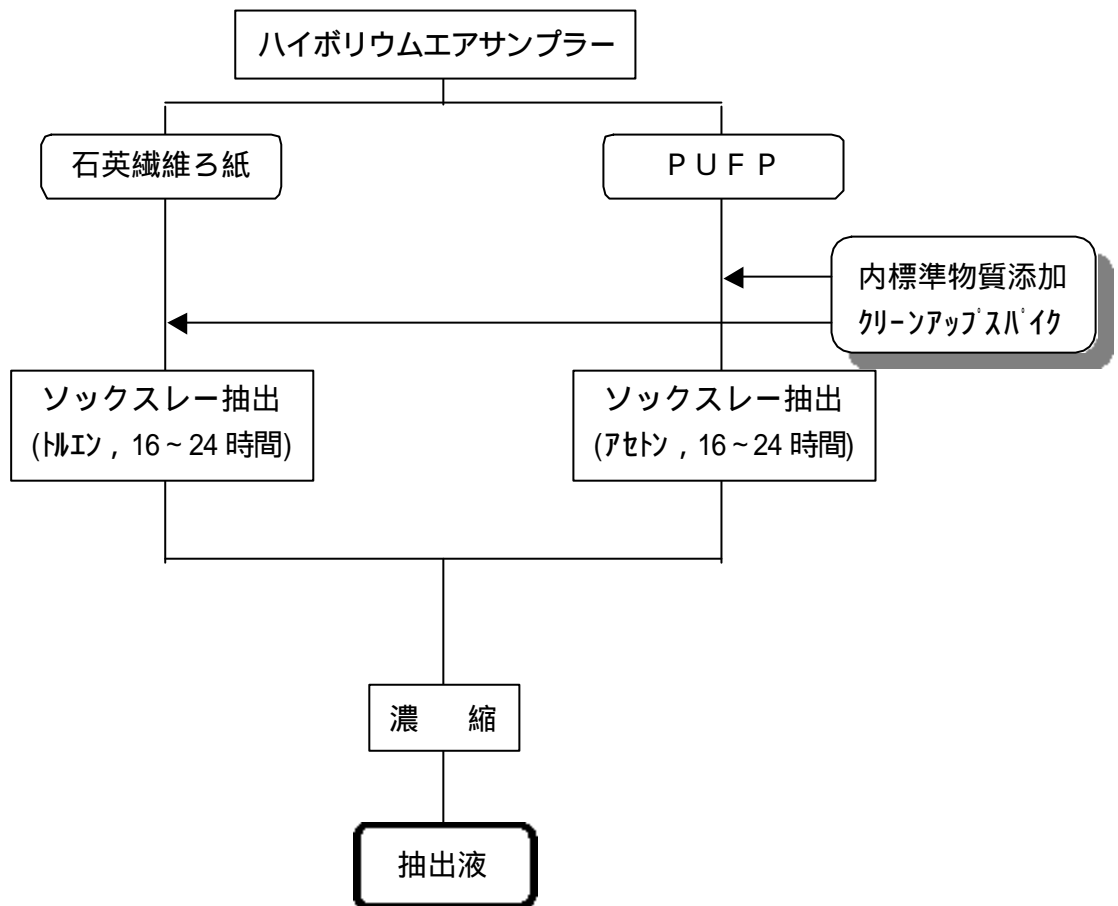 ハイボリウムエアサンプラー
石英繊維ろ紙
ＰＵＦＰ
内標準物質添加
ｸﾘｰﾝｱｯﾌﾟｽﾊﾟｲｸ
ソックスレー抽出
(ﾄﾙｴﾝ , 16 ~ 24 時間)
ソックスレー抽出
(ｱｾﾄﾝ , 16 ~ 24 時間)
濃　縮
抽出液